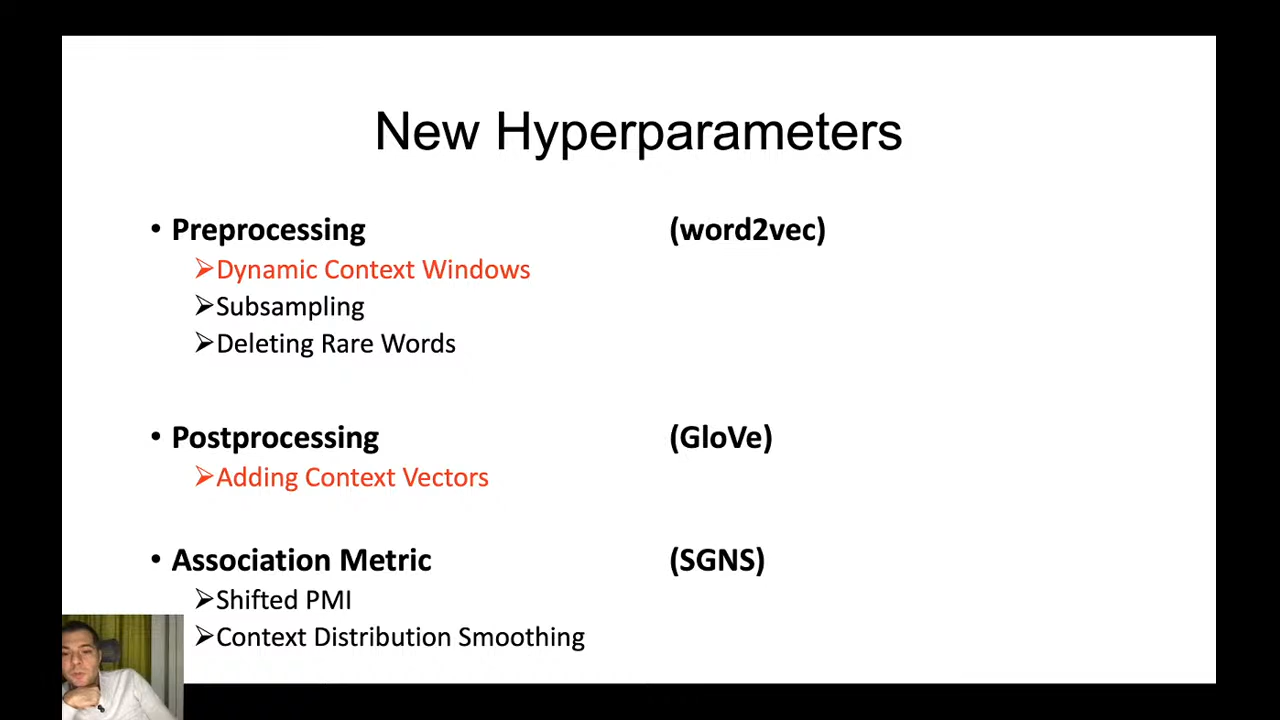 New Hyperparameters
• Preprocessing (word2vec)
➢Dynamic Context Windows
➢Subsampling
➢Deleting Rare Words
• Postprocessing (GloVe)
➢Adding Context Vectors
• Association Metric (SGNS)
➢Shifted PMI
➢Context Distribution Smoothing